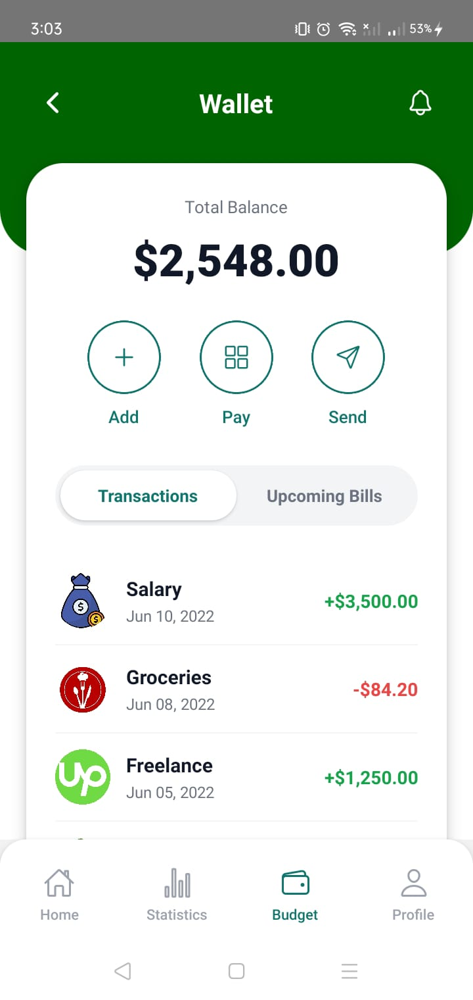 3:03
53%
Wallet
Total Balance
$2,548.00
Add
Pay
Send
Transactions
Upcoming Bills
Salary
Jun 10, 2022
+$3,500.00
Groceries
Jun 08, 2022
-$84.20
up
Freelance
Jun 05, 2022
+$1,250.00
Home
Statistics
Budget
Profile